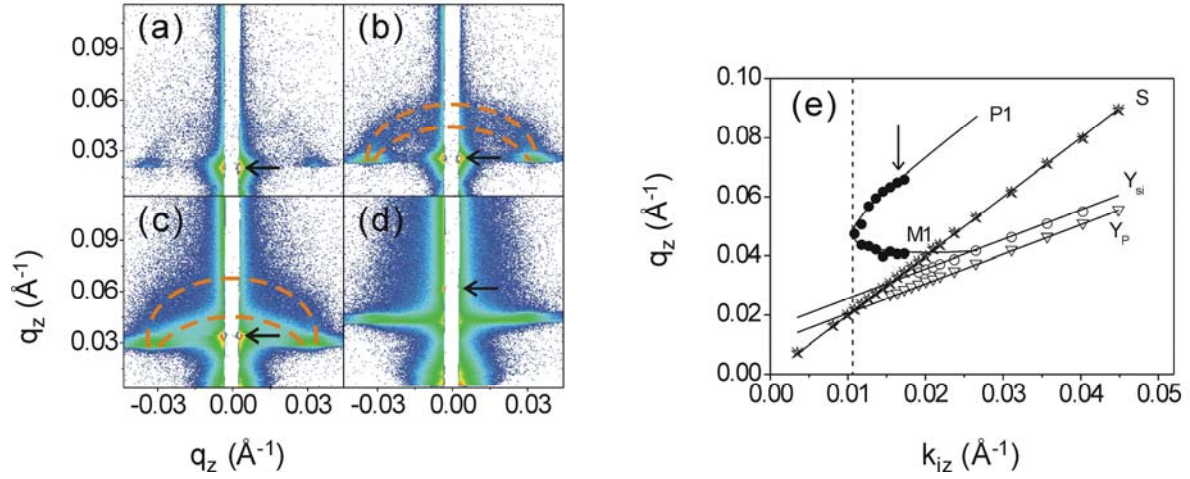 (a)
(b)
0.09
0.06
0.03
(c)
(d)
0.09
0.06
0.03
q_z (Å⁻¹)
-0.03 0.00 0.03 -0.03 0.00 0.03
q_z (Å⁻¹)
(e)
0.10
0.08
0.06
0.04
0.02
0.00
q_z (Å⁻¹)
P1
S
M1
Y_si
Y_P
0.00 0.01 0.02 0.03 0.04 0.05
k_iz (Å⁻¹)